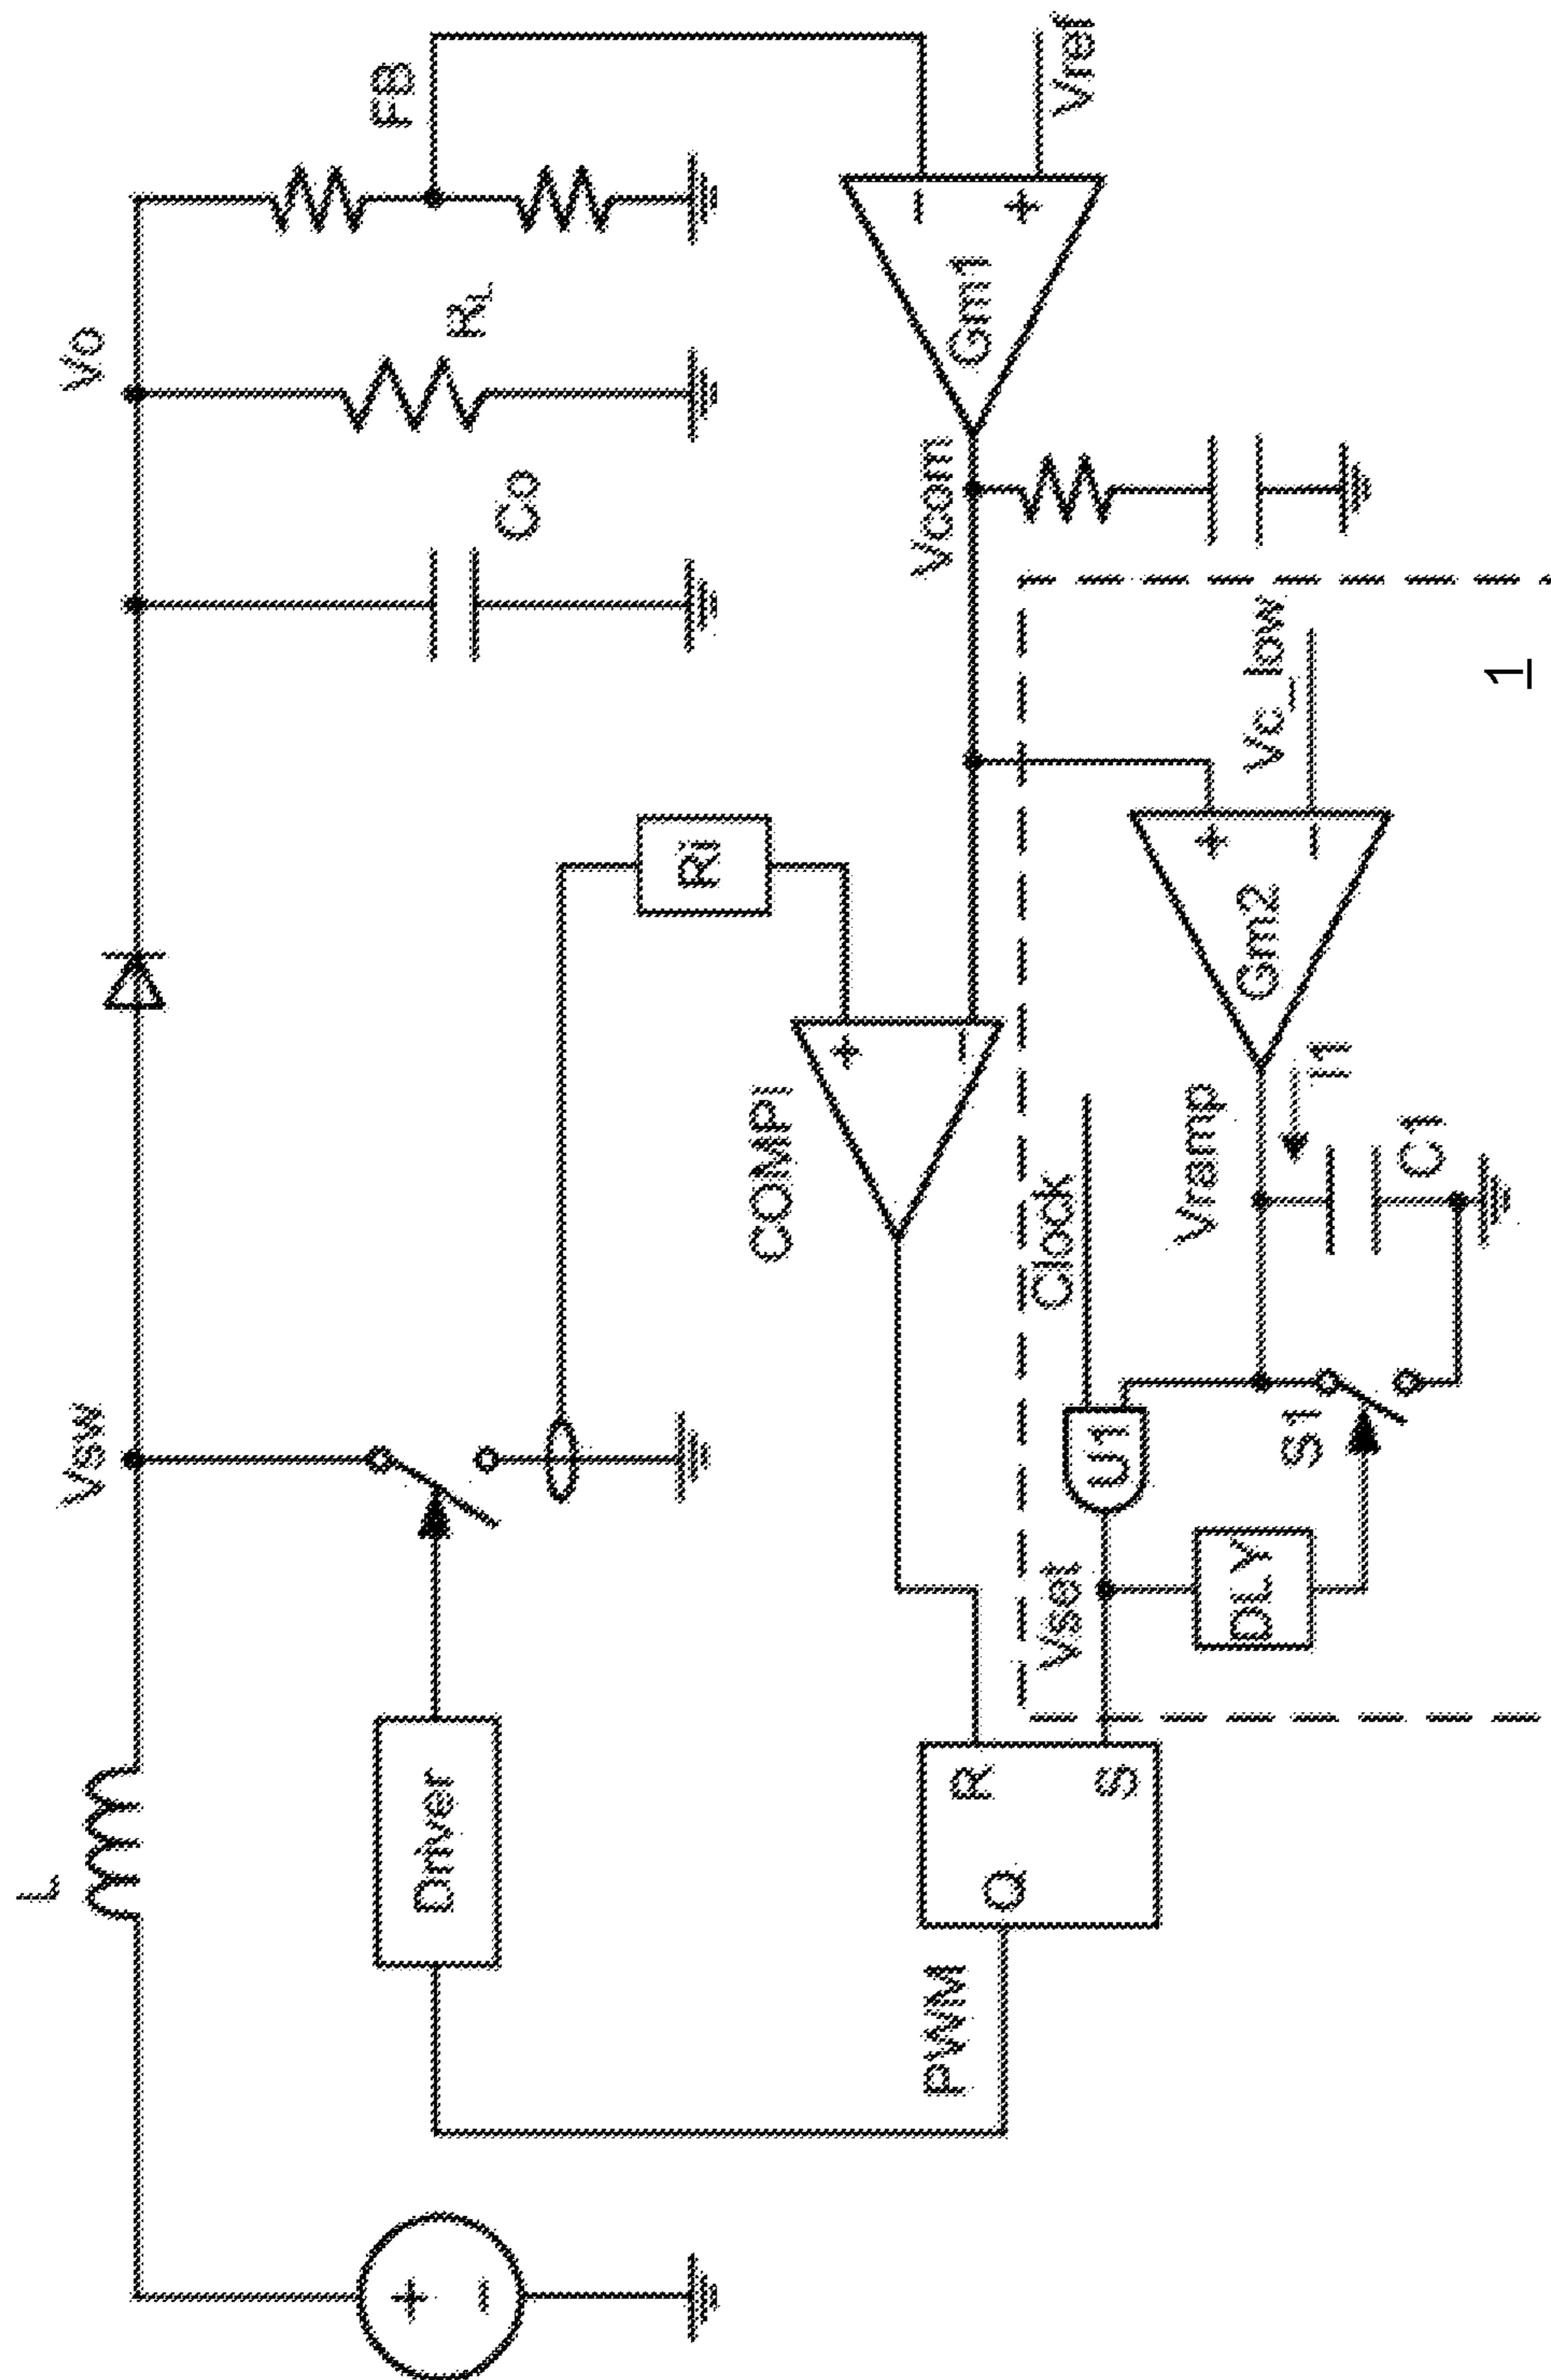 L
Vsw
Vo
FB
+
−
Driver
Co
RL
Ri
PWM
COMPI
+
−
Vcom
Gm1
−
+
Vref
Q
R
S
Vset
Clock
U1
DLY
S1
Vramp
I1
C1
Gm2
+
−
Vc_low
1